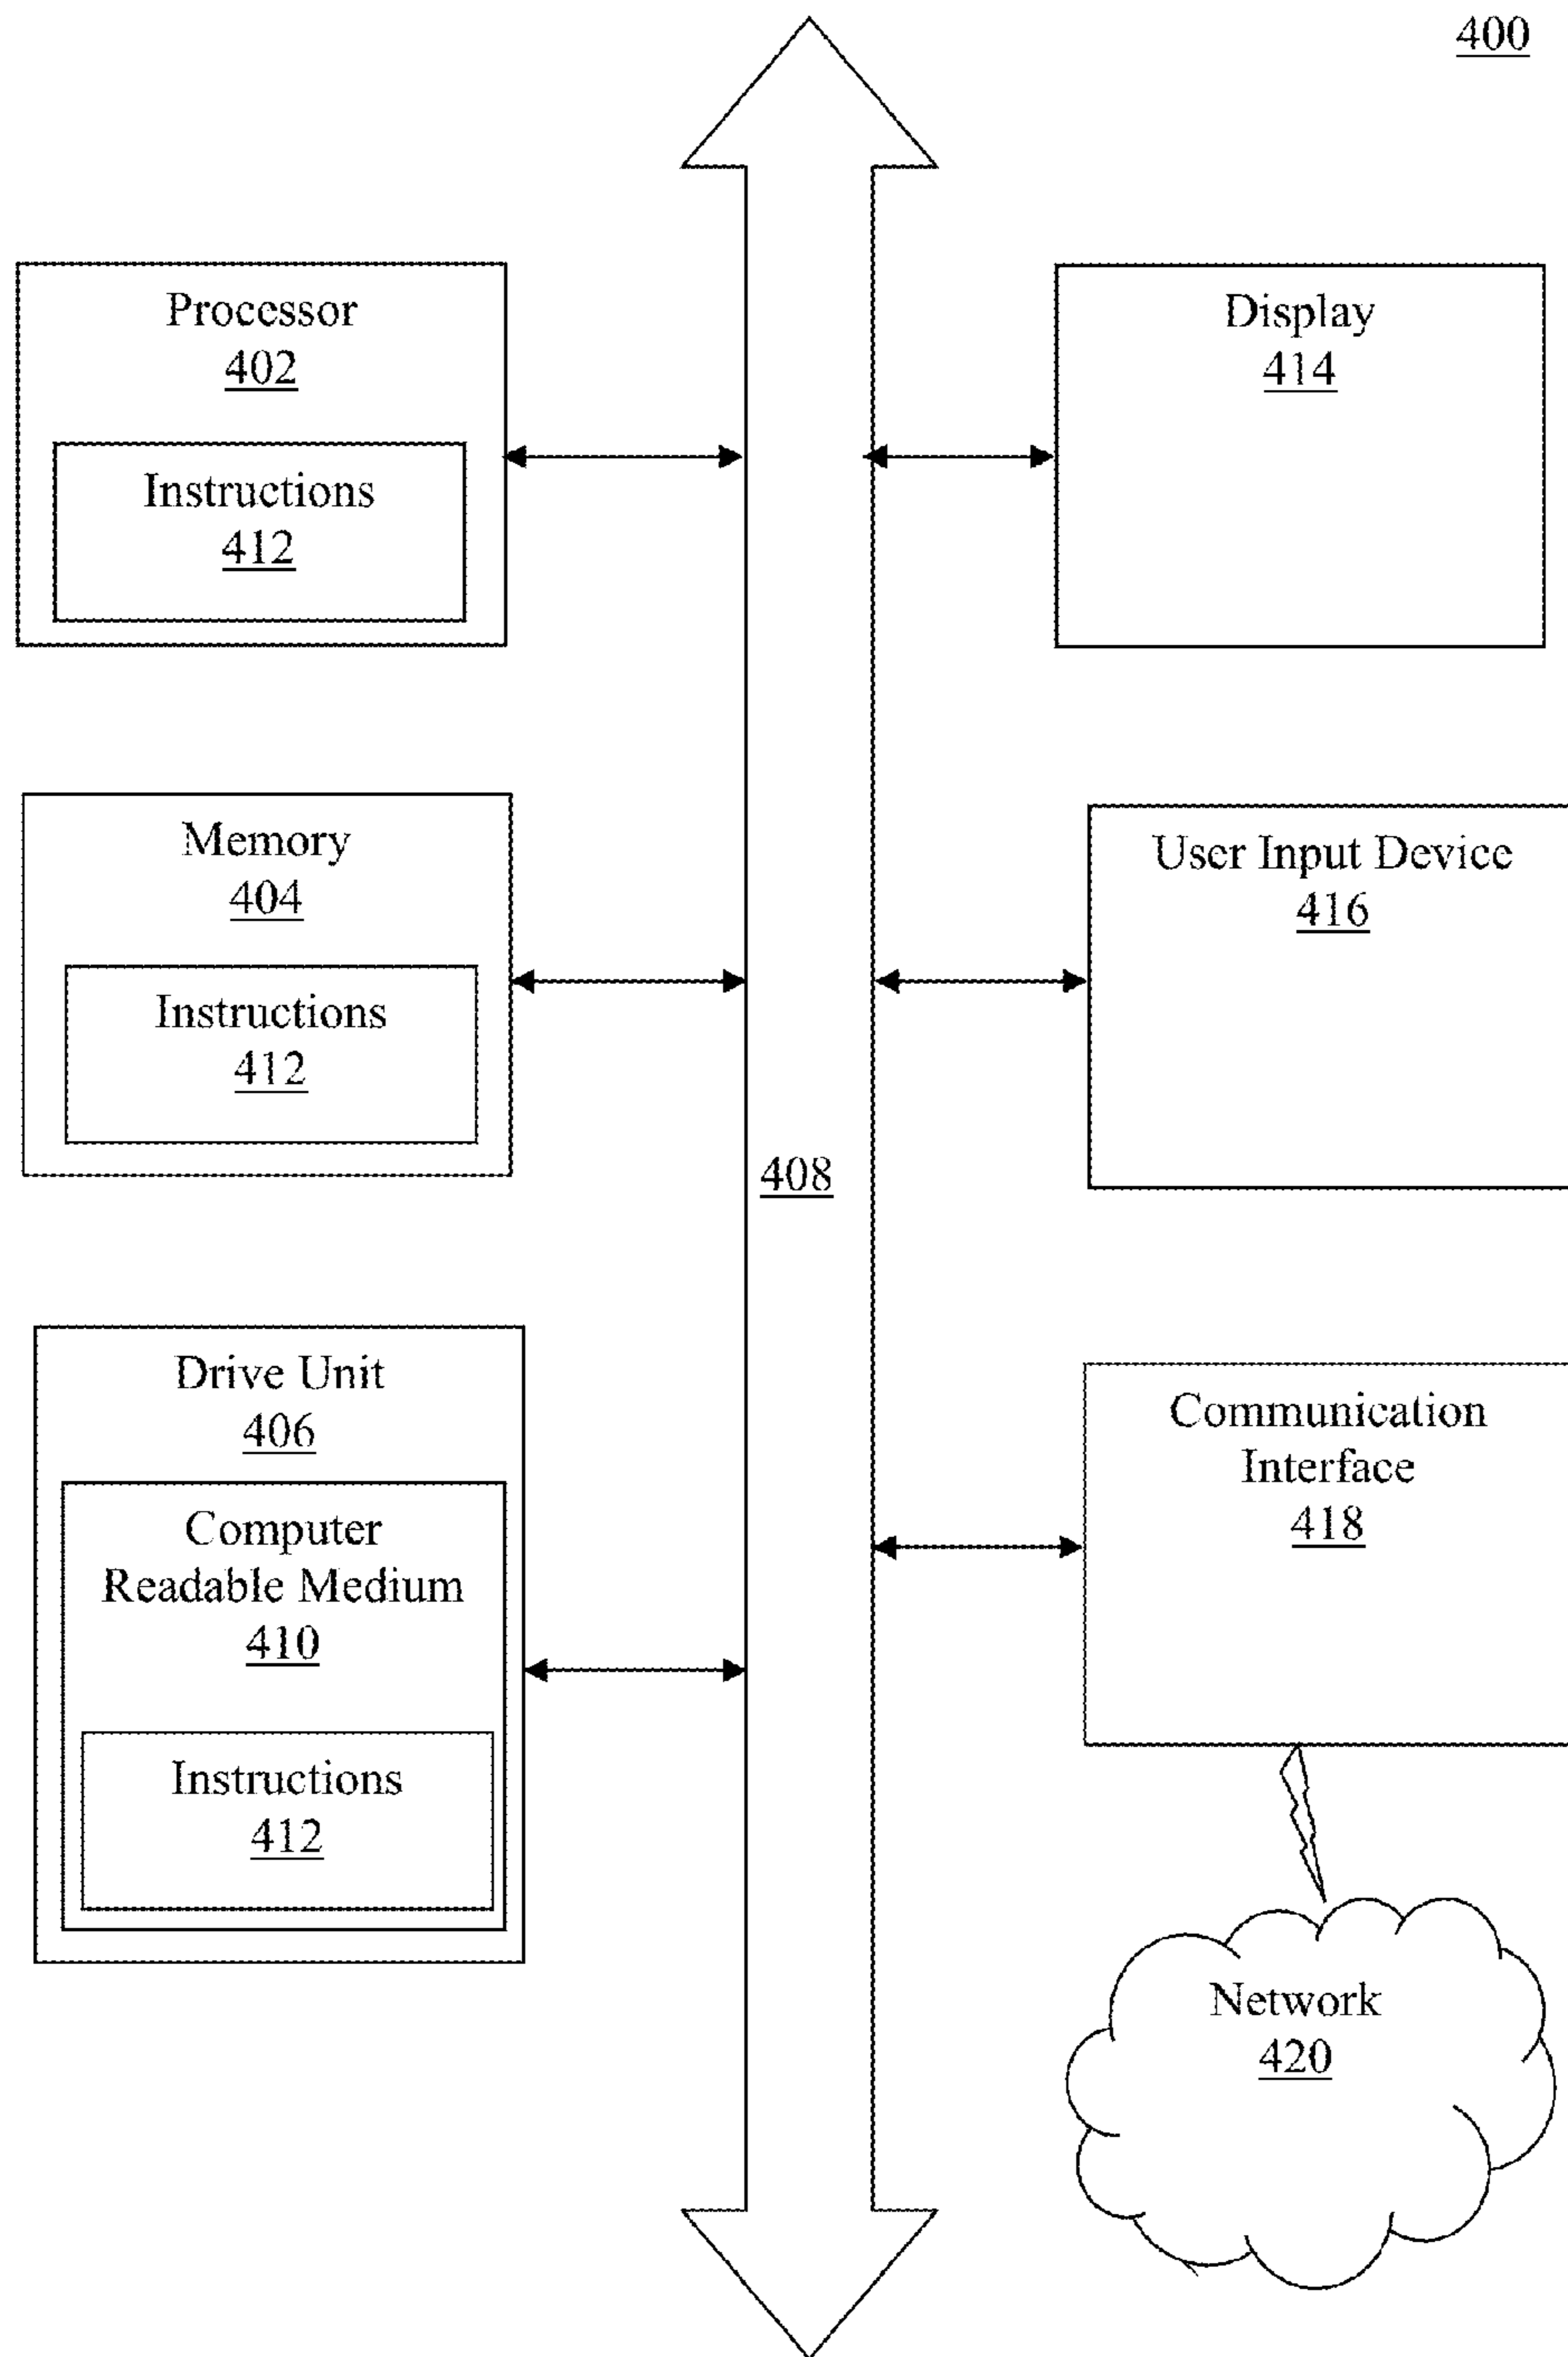 400
Processor
402
Instructions
412
Memory
404
Instructions
412
Drive Unit
406
Computer
Readable Medium
410
Instructions
412
408
Display
414
User Input Device
416
Communication
Interface
418
Network
420